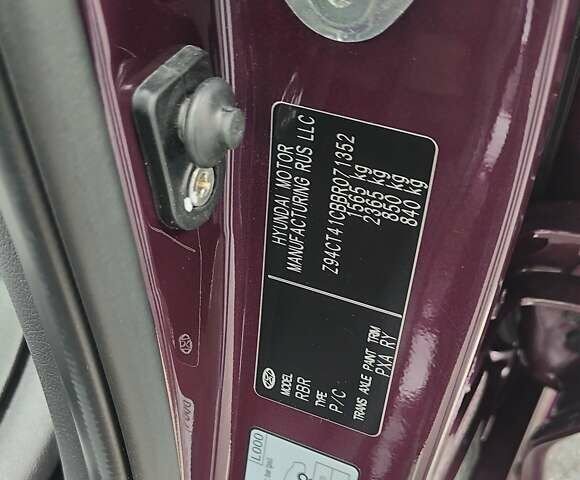 HYUNDAI MOTOR
MANUFACTURING RUS LLC
Z94CT41CBBR071352
1565 kg
2365 kg
850 kg
840 kg
MODEL
RBR
TYPE
P/C
TRANS AXLE PAINT TRIM
PXA RY
L000